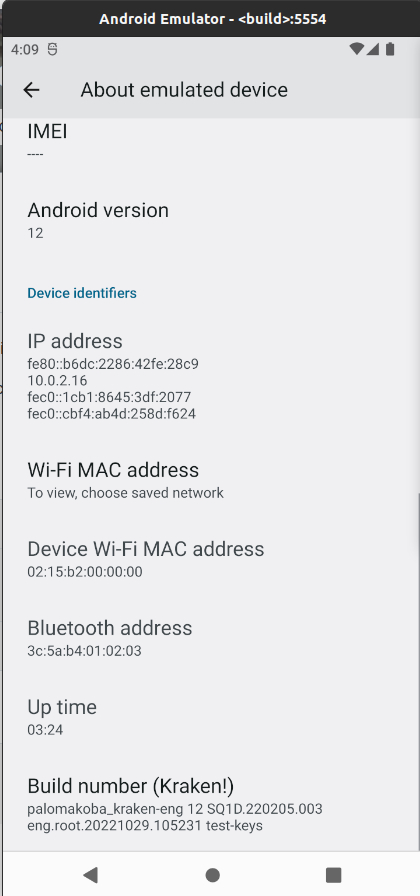 Android Emulator - <build>:5554
4:09
About emulated device
IMEI
----
Android version
12
Device identifiers
IP address
fe80::b6dc:2286:42fe:28c9
10.0.2.16
fec0::1cb1:8645:3df:2077
fec0::cbf4:ab4d:258d:f624
Wi-Fi MAC address
To view, choose saved network
Device Wi-Fi MAC address
02:15:b2:00:00:00
Bluetooth address
3c:5a:b4:01:02:03
Up time
03:24
Build number (Kraken!)
palomakoba_kraken-eng 12 SQ1D.220205.003
eng.root.20221029.105231 test-keys